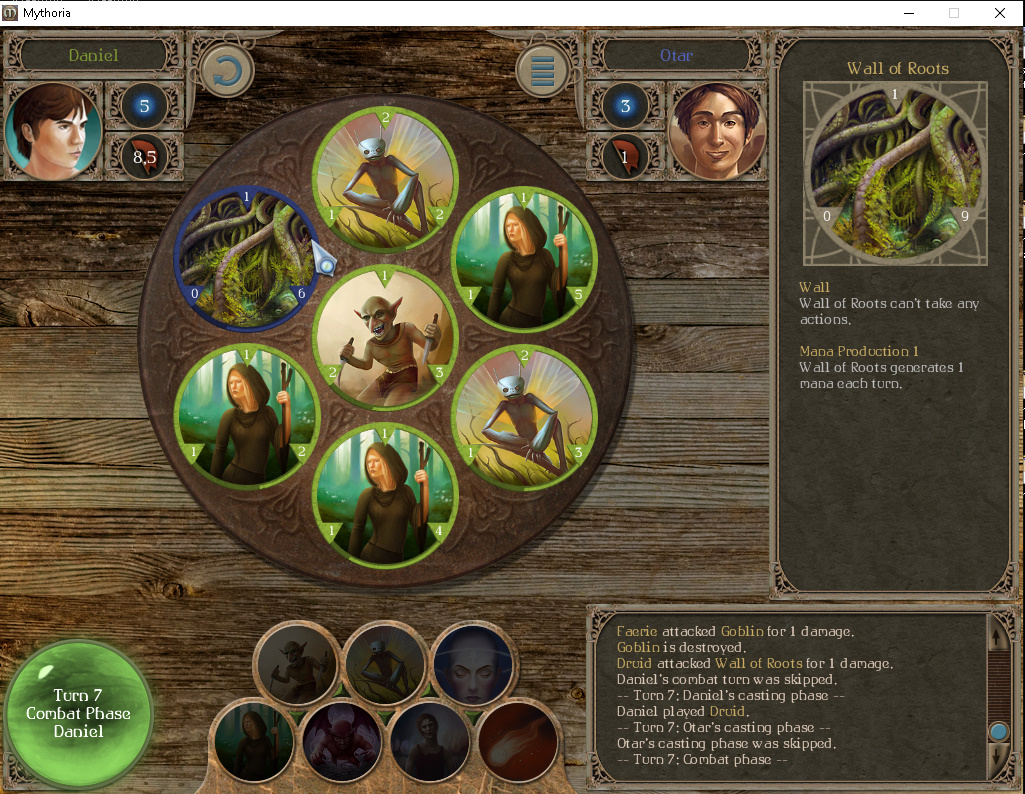 Mythoria
Daniel
5
8,5
Otar
3
1
Wall of Roots
1
0
9
Wall
Wall of Roots can't take any
actions.
Mana Production 1
Wall of Roots generates 1
mana each turn.
2
1
2
1
0
6
1
1
5
1
2
3
1
1
2
2
1
3
1
1
4
Turn 7
Combat Phase
Daniel
Faerie attacked Goblin for 1 damage.
Goblin is destroyed.
Druid attacked Wall of Roots for 1 damage.
Daniel's combat turn was skipped.
-- Turn 7: Daniel's casting phase --
Daniel played Druid.
-- Turn 7: Otar's casting phase --
Otar's casting phase was skipped.
-- Turn 7: Combat phase --